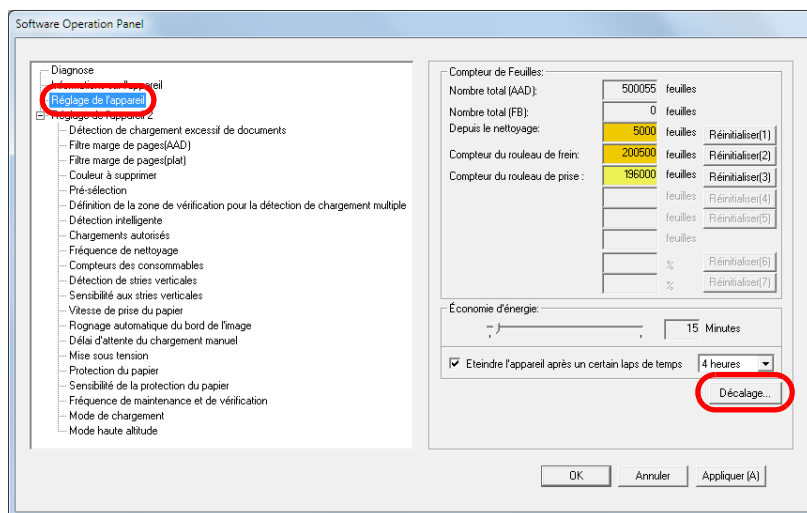 Software Operation Panel
Diagnose
Informations sur l'appareil
Réglage de l'appareil
Réglage de l'appareil 2
Détection de chargement excessif de documents
Filtre marge de pages(AAD)
Filtre marge de pages(plat)
Couleur à supprimer
Pré-sélection
Définition de la zone de vérification pour la détection de chargement multiple
Détection intelligente
Chargements autorisés
Fréquence de nettoyage
Compteurs des consommables
Détection de stries verticales
Sensibilité aux stries verticales
Vitesse de prise du papier
Rognage automatique du bord de l'image
Délai d'attente du chargement manuel
Mise sous tension
Protection du papier
Sensibilité de la protection du papier
Fréquence de maintenance et de vérification
Mode de chargement
Mode haute altitude
Compteur de Feuilles:
Nombre total (AAD): 500055 feuilles
Nombre total (FB): 0 feuilles
Depuis le nettoyage: 5000 feuilles Réinitialiser(1)
Compteur du rouleau de frein: 200500 feuilles Réinitialiser(2)
Compteur du rouleau de prise : 196000 feuilles Réinitialiser(3)
feuilles Réinitialiser(4)
feuilles Réinitialiser(5)
feuilles
% Réinitialiser(6)
% Réinitialiser(7)
Économie d'énergie:
15 Minutes
Eteindre l'appareil après un certain laps de temps 4 heures
Décalage...
OK Annuler Appliquer (A)